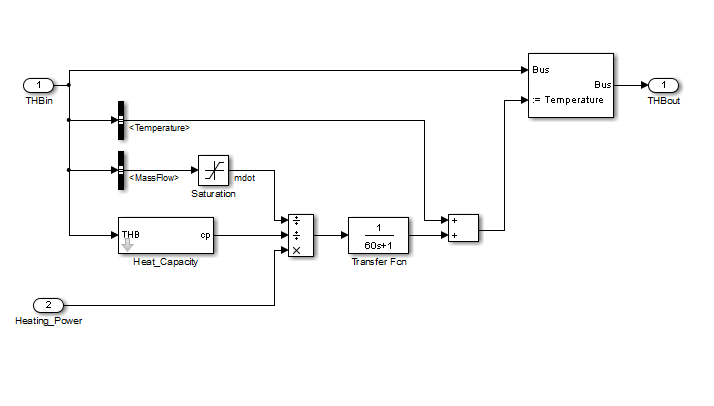 1
THBin
Bus
Bus
:= Temperature
1
THBout
<Temperature>
<MassFlow>
mdot
Saturation
THB
cp
Heat_Capacity
÷
÷
×
1
60s+1
Transfer Fcn
+
+
2
Heating_Power